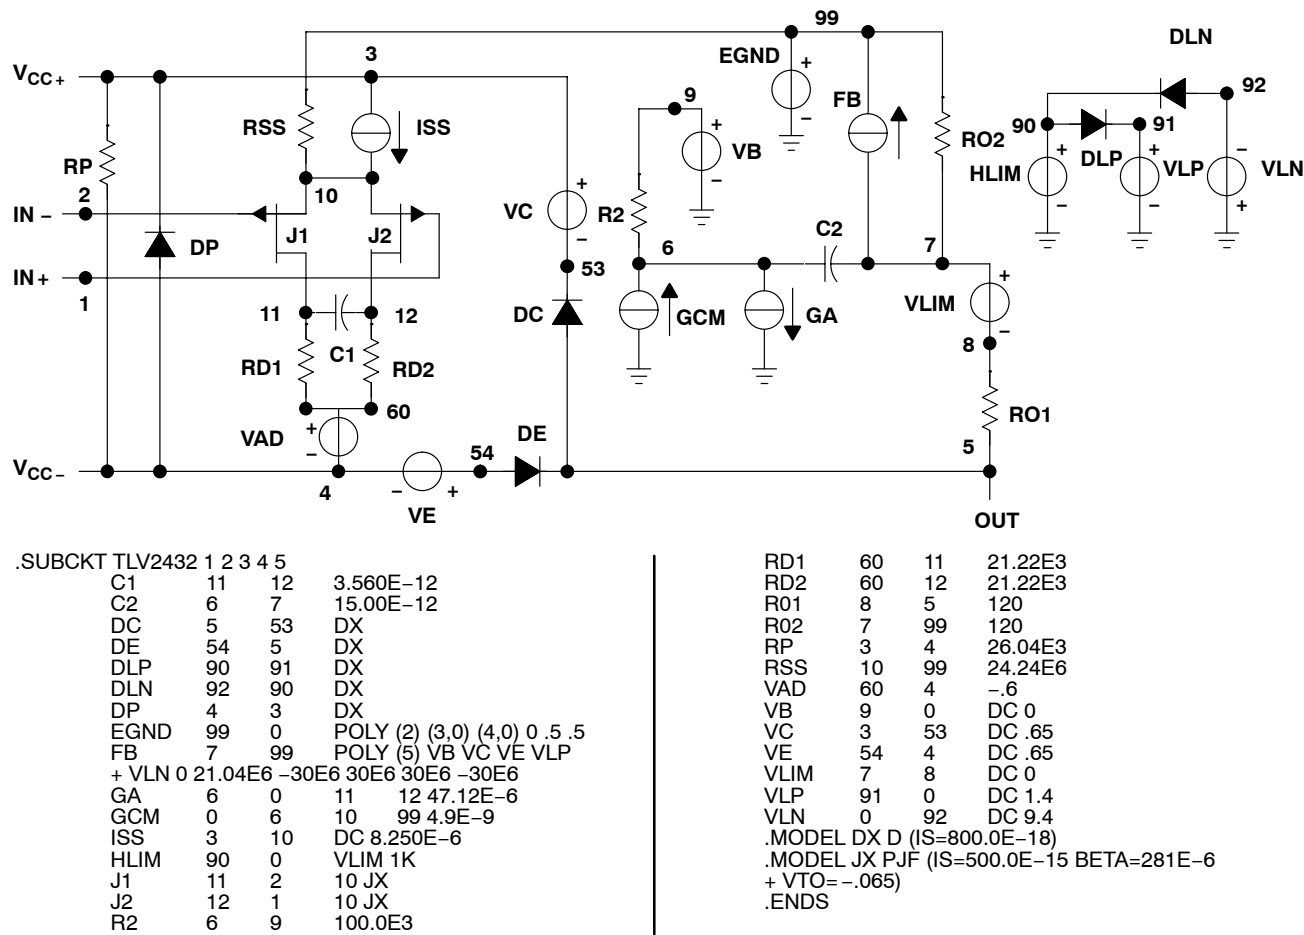 99
DLN
3
VCC+
EGND
+
−
FB
92
9
RSS
ISS
+
−
VB
90
91
RO2
DLP
RP
HLIM
+
−
+
−
VLP
−
+
VLN
10
2
IN −
VC
+
−
R2
C2
J1
J2
DP
6
7
IN +
53
1
+
−
VLIM
11
12
DC
GCM
GA
C1
8
RD1
RD2
60
RO1
VAD
+
−
DE
54
5
VCC−
4
−
+
VE
OUT
.SUBCKT TLV2432 1 2 3 4 5
C1 11 12 3.560E−12
C2 6 7 15.00E−12
DC 5 53 DX
DE 54 5 DX
DLP 90 91 DX
DLN 92 90 DX
DP 4 3 DX
EGND 99 0 POLY (2) (3,0) (4,0) 0 .5 .5
FB 7 99 POLY (5) VB VC VE VLP
+ VLN 0 21.04E6 −30E6 30E6 30E6 −30E6
GA 6 0 11 12 47.12E−6
GCM 0 6 10 99 4.9E−9
ISS 3 10 DC 8.250E−6
HLIM 90 0 VLIM 1K
J1 11 2 10 JX
J2 12 1 10 JX
R2 6 9 100.0E3
RD1 60 11 21.22E3
RD2 60 12 21.22E3
R01 8 5 120
R02 7 99 120
RP 3 4 26.04E3
RSS 10 99 24.24E6
VAD 60 4 −.6
VB 9 0 DC 0
VC 3 53 DC .65
VE 54 4 DC .65
VLIM 7 8 DC 0
VLP 91 0 DC 1.4
VLN 0 92 DC 9.4
.MODEL DX D (IS=800.0E−18)
.MODEL JX PJF (IS=500.0E−15 BETA=281E−6
+ VTO=−.065)
.ENDS